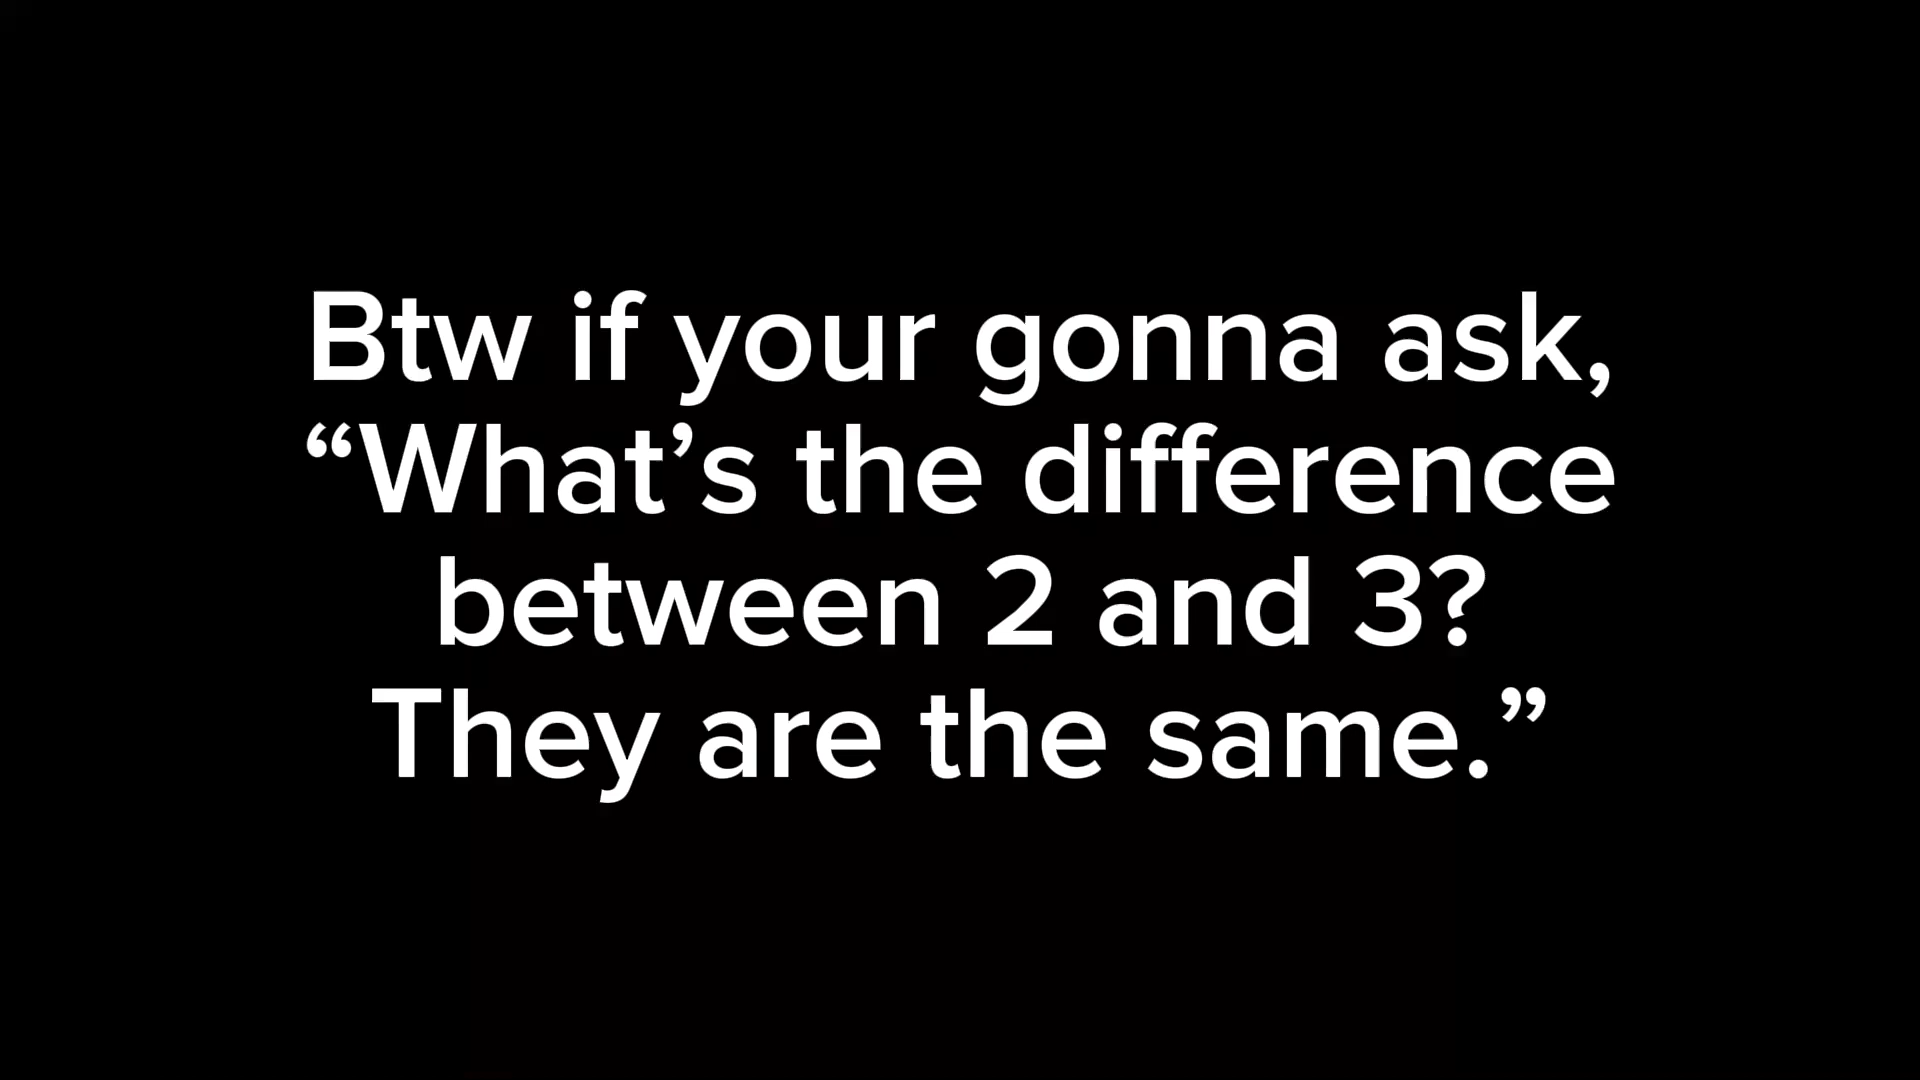 Btw if your gonna ask,
“What’s the difference
between 2 and 3?
They are the same.”